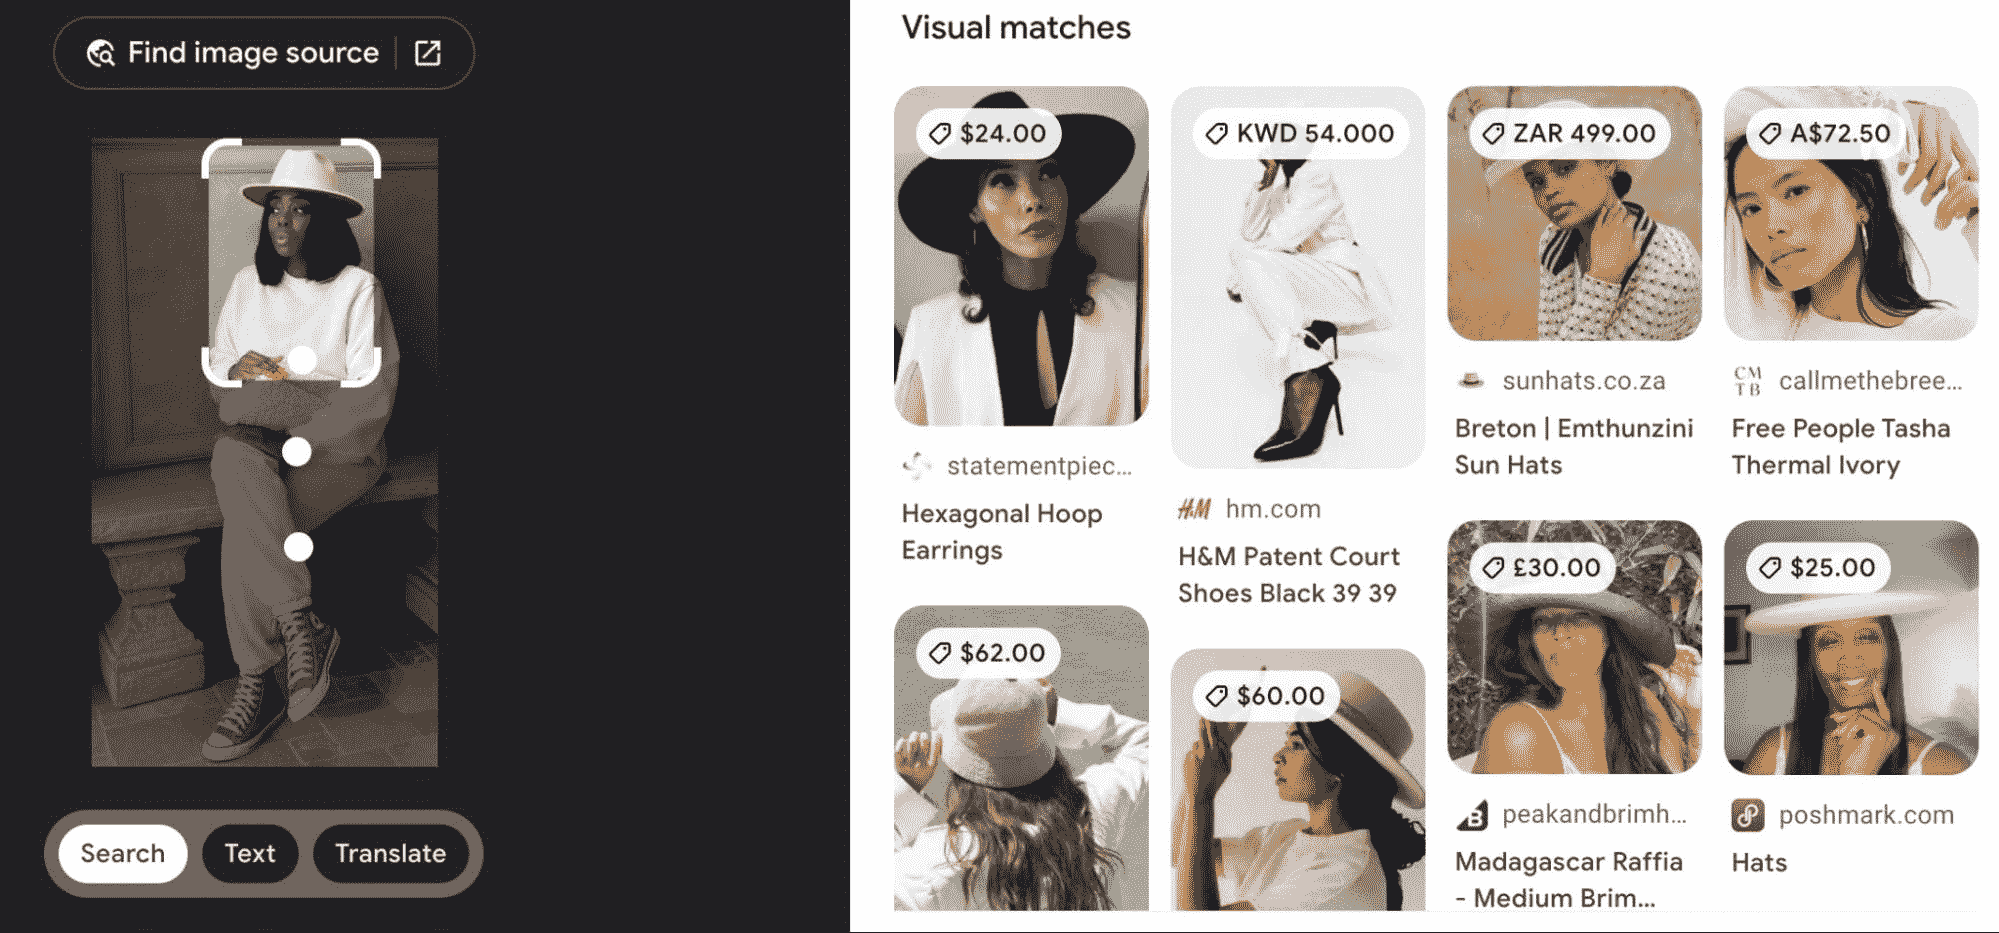 Find image source
Search
Text
Translate
Visual matches
$24.00
statementpiec...
Hexagonal Hoop
Earrings
KWD 54.000
H&M hm.com
H&M Patent Court
Shoes Black 39 39
ZAR 499.00
sunhats.co.za
Breton | Emthunzini
Sun Hats
A$72.50
CM
TB
callmethebree...
Free People Tasha
Thermal Ivory
$62.00
$60.00
£30.00
B peakandbrimh...
Madagascar Raffia
- Medium Brim...
$25.00
poshmark.com
Hats